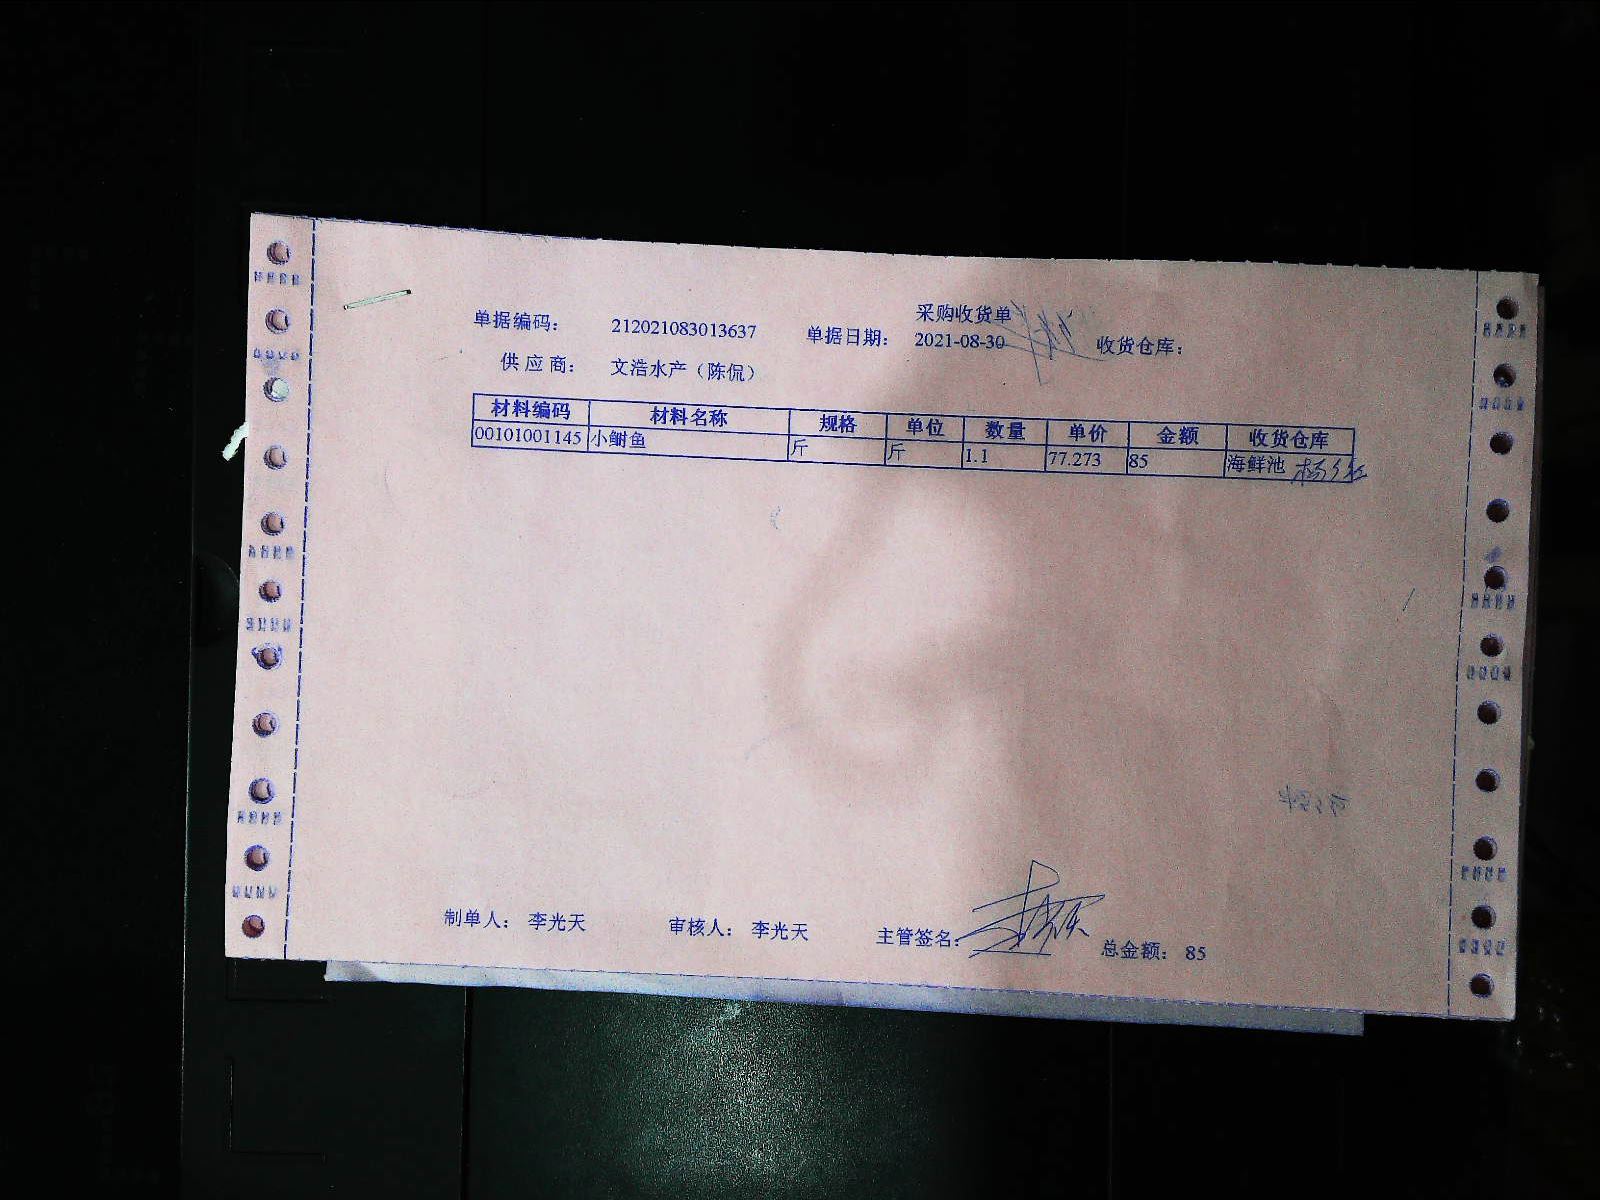 采购收货单
单据编码： 212021083013637 单据日期： 2021-08-30 收货仓库：
供 应 商： 文浩水产（陈侃）
材料编码 材料名称 规格 单位 数量 单价 金额 收货仓库
00101001145 小鲥鱼 斤 斤 1.1 77.273 85 海鲜池
制单人： 李光天 审核人： 李光天 主管签名： 总金额： 85